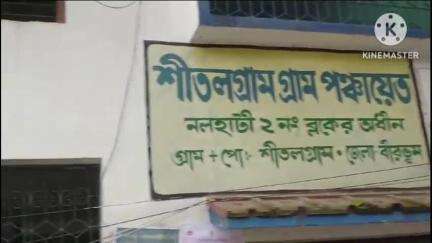 KINEMASTER
শীতলগ্রাম গ্রাম পঞ্চায়েত
নলহাটী ২ নং ব্লকের অধীন
গ্রাম + পোঃ শীতলগ্রাম • জেলা বীরভূম